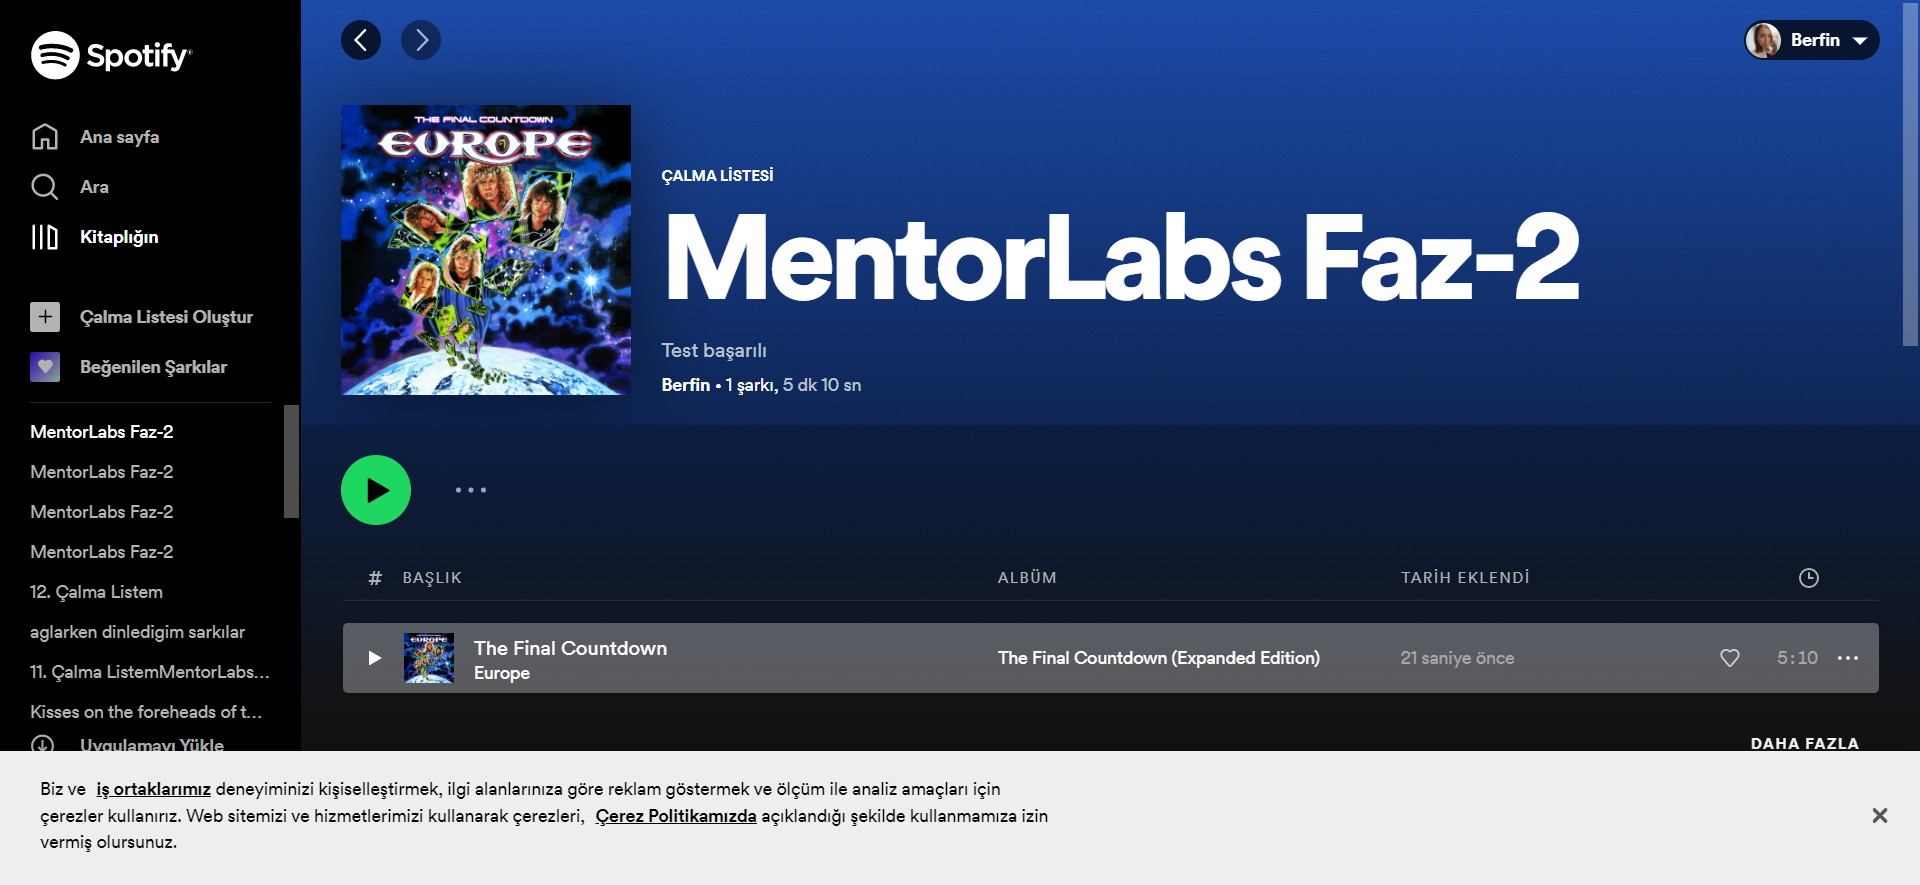 Spotify
Ana sayfa
Ara
Kitaplığın
Çalma Listesi Oluştur
Beğenilen Şarkılar
MentorLabs Faz-2
MentorLabs Faz-2
MentorLabs Faz-2
MentorLabs Faz-2
12. Çalma Listem
aglarken dinledigim sarkılar
11. Çalma ListemMentorLabs...
Kisses on the foreheads of t...
Uygulamayı Yükle
Berfin
THE FINAL COUNTDOWN
EUROPE
ÇALMA LİSTESİ
MentorLabs Faz-2
Test başarılı
Berfin • 1 şarkı, 5 dk 10 sn
# BAŞLIK ALBÜM TARİH EKLENDİ
EUROPE
The Final Countdown
Europe
The Final Countdown (Expanded Edition) 21 saniye önce 5:10
DAHA FAZLA
Biz ve iş ortaklarımız deneyiminizi kişiselleştirmek, ilgi alanlarınıza göre reklam göstermek ve ölçüm ile analiz amaçları için
çerezler kullanırız. Web sitemizi ve hizmetlerimizi kullanarak çerezleri, Çerez Politikamızda açıklandığı şekilde kullanmamıza izin
vermiş olursunuz.